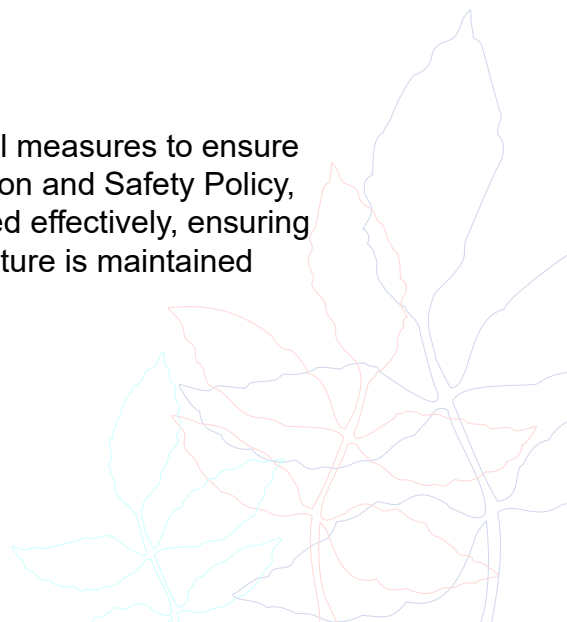 l measures to ensure
on and Safety Policy,
ed effectively, ensuring
ture is maintained